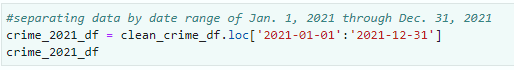 #separating data by date range of Jan. 1, 2021 through Dec. 31, 2021
crime_2021_df = clean_crime_df.loc['2021-01-01':'2021-12-31']
crime_2021_df